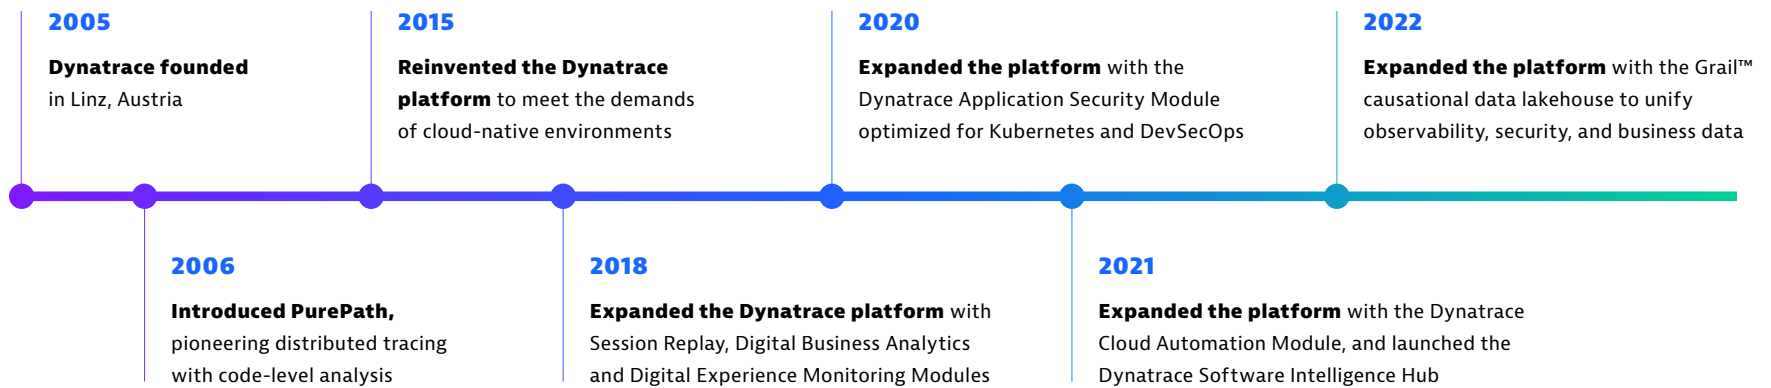 2005
Dynatrace founded
in Linz, Austria
2015
Reinvented the Dynatrace
platform to meet the demands
of cloud-native environments
2020
Expanded the platform with the
Dynatrace Application Security Module
optimized for Kubernetes and DevSecOps
2022
Expanded the platform with the Grail™
causational data lakehouse to unify
observability, security, and business data
2006
Introduced PurePath,
pioneering distributed tracing
with code-level analysis
2018
Expanded the Dynatrace platform with
Session Replay, Digital Business Analytics
and Digital Experience Monitoring Modules
2021
Expanded the platform with the Dynatrace
Cloud Automation Module, and launched the
Dynatrace Software Intelligence Hub